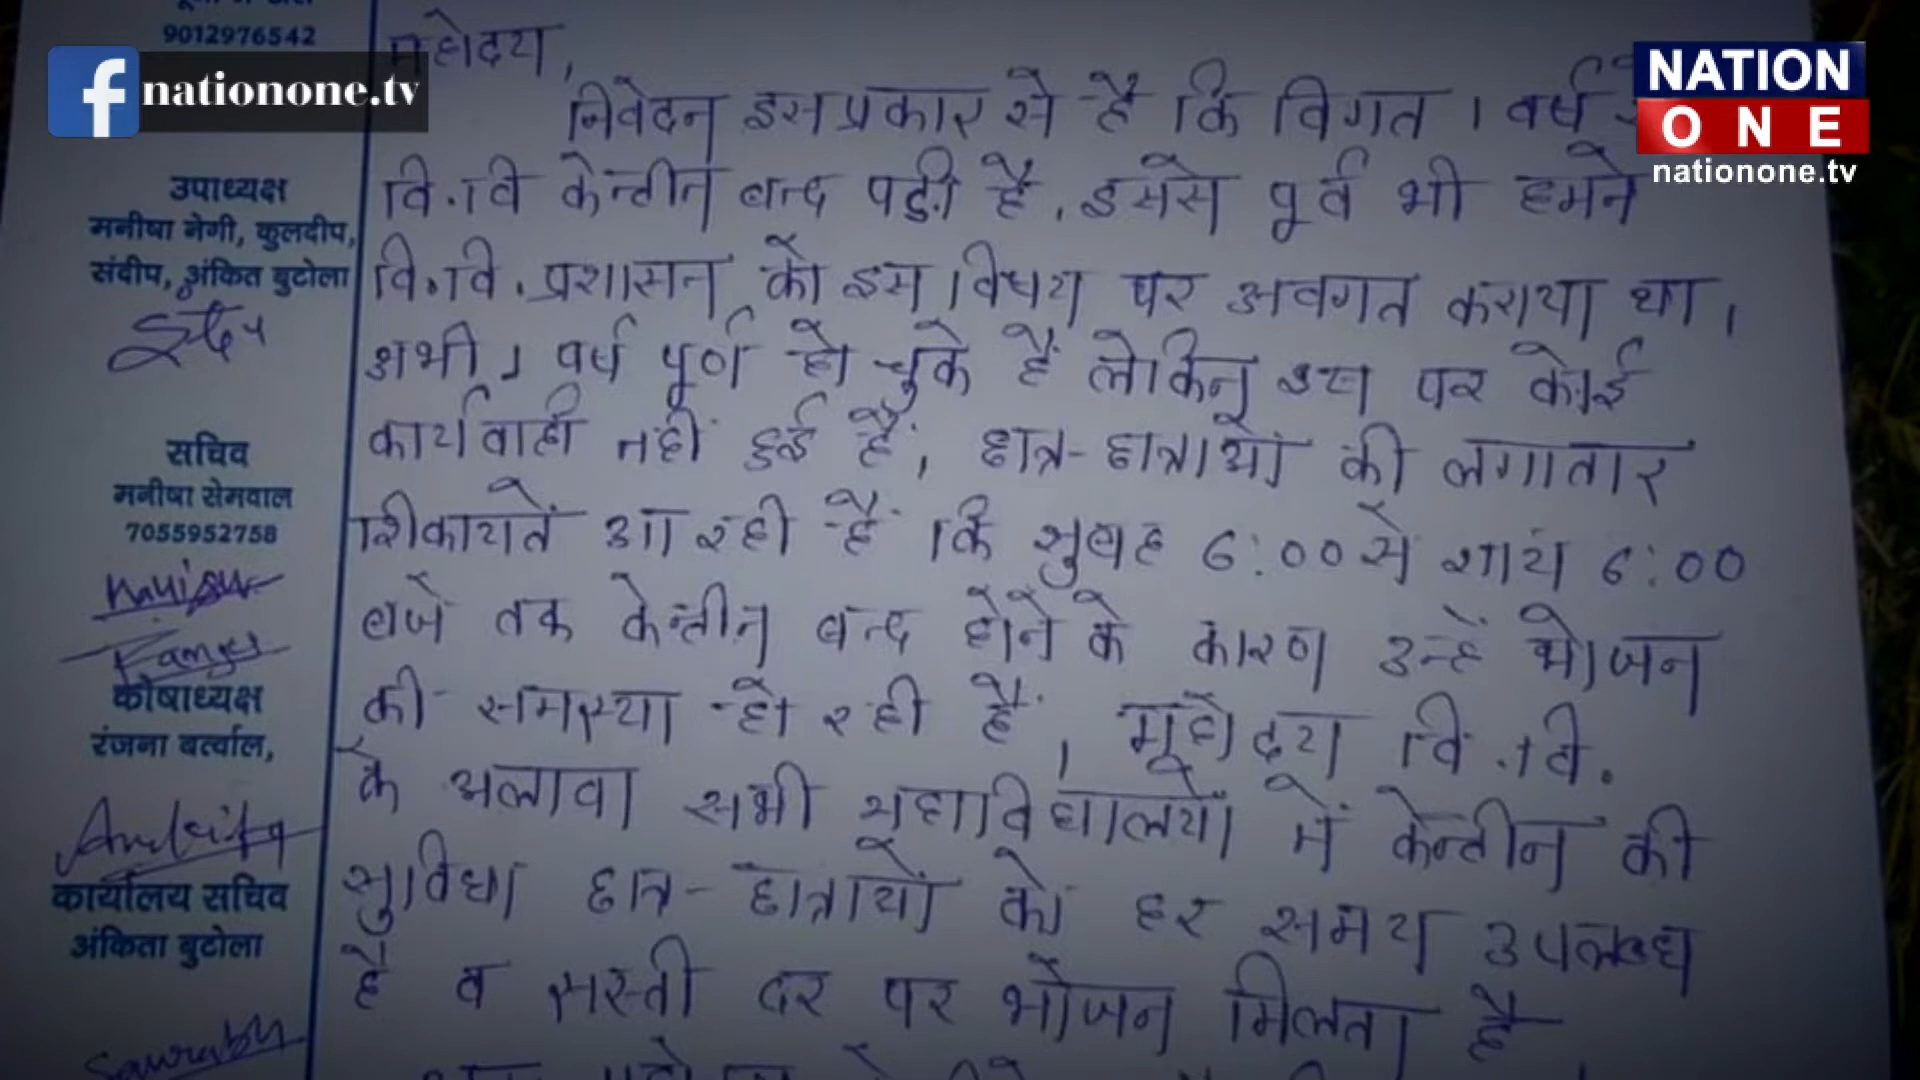 9012976542
nationone.tv
NATION
ONE
nationone.tv
उपाध्यक्ष
मनीषा नेगी, कुलदीप,
संदीप, अंकित बुटोला
सचिव
मनीषा सेमवाल
7055952758
कोषाध्यक्ष
रंजना बर्त्वाल,
Ankita
कार्यालय सचिव
अंकिता बुटोला
Saurabh
महोदय,
निवेदन इस प्रकार से है कि विगत 1 वर्ष
वि.वि केन्टीन बन्द पड़ी है, इससे पूर्व भी हमने
वि.वि. प्रशासन को इस विषय पर अवगत कराया था,
अभी 1 वर्ष पूर्ण हो चुके हैं लेकिन उस पर कोई
कार्यवाही नहीं हुई है, छात्र-छात्राओं की लगातार
शिकायतें आ रही है कि सुबह 6:00 से शायं 6:00
बजे तक केन्टीन बन्द होने के कारण उन्हें भोजन
की समस्या हो रही है, महोदय वि.वि.
के अलावा सभी महाविद्यालयों में केन्टीन की
सुविधा छात्र-छात्रायों को हर समय उपलब्ध
है व सस्ती दर पर भोजन मिलता है